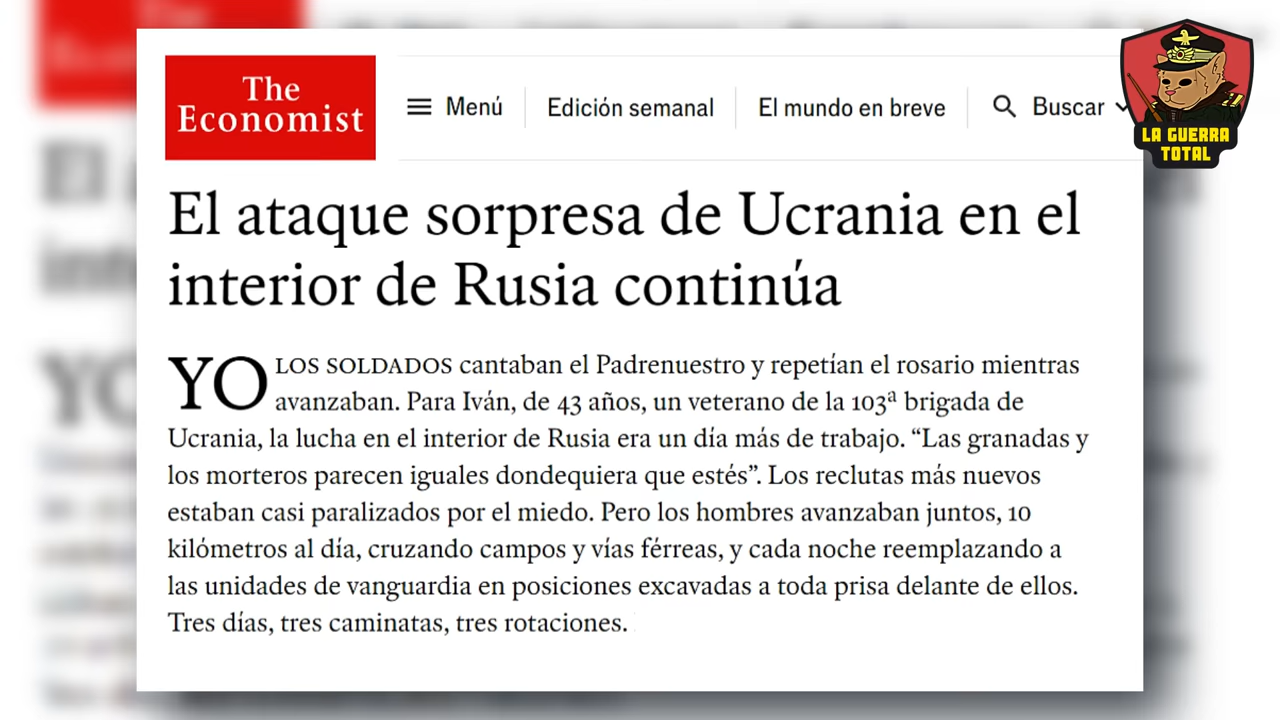 The
Economist
Menú
Edición semanal
El mundo en breve
Buscar
LA GUERRA
TOTAL
El ataque sorpresa de Ucrania en el
interior de Rusia continúa
YO LOS SOLDADOS cantaban el Padrenuestro y repetían el rosario mientras
avanzaban. Para Iván, de 43 años, un veterano de la 103ª brigada de
Ucrania, la lucha en el interior de Rusia era un día más de trabajo. “Las granadas y
los morteros parecen iguales dondequiera que estés”. Los reclutas más nuevos
estaban casi paralizados por el miedo. Pero los hombres avanzaban juntos, 10
kilómetros al día, cruzando campos y vías férreas, y cada noche reemplazando a
las unidades de vanguardia en posiciones excavadas a toda prisa delante de ellos.
Tres días, tres caminatas, tres rotaciones.